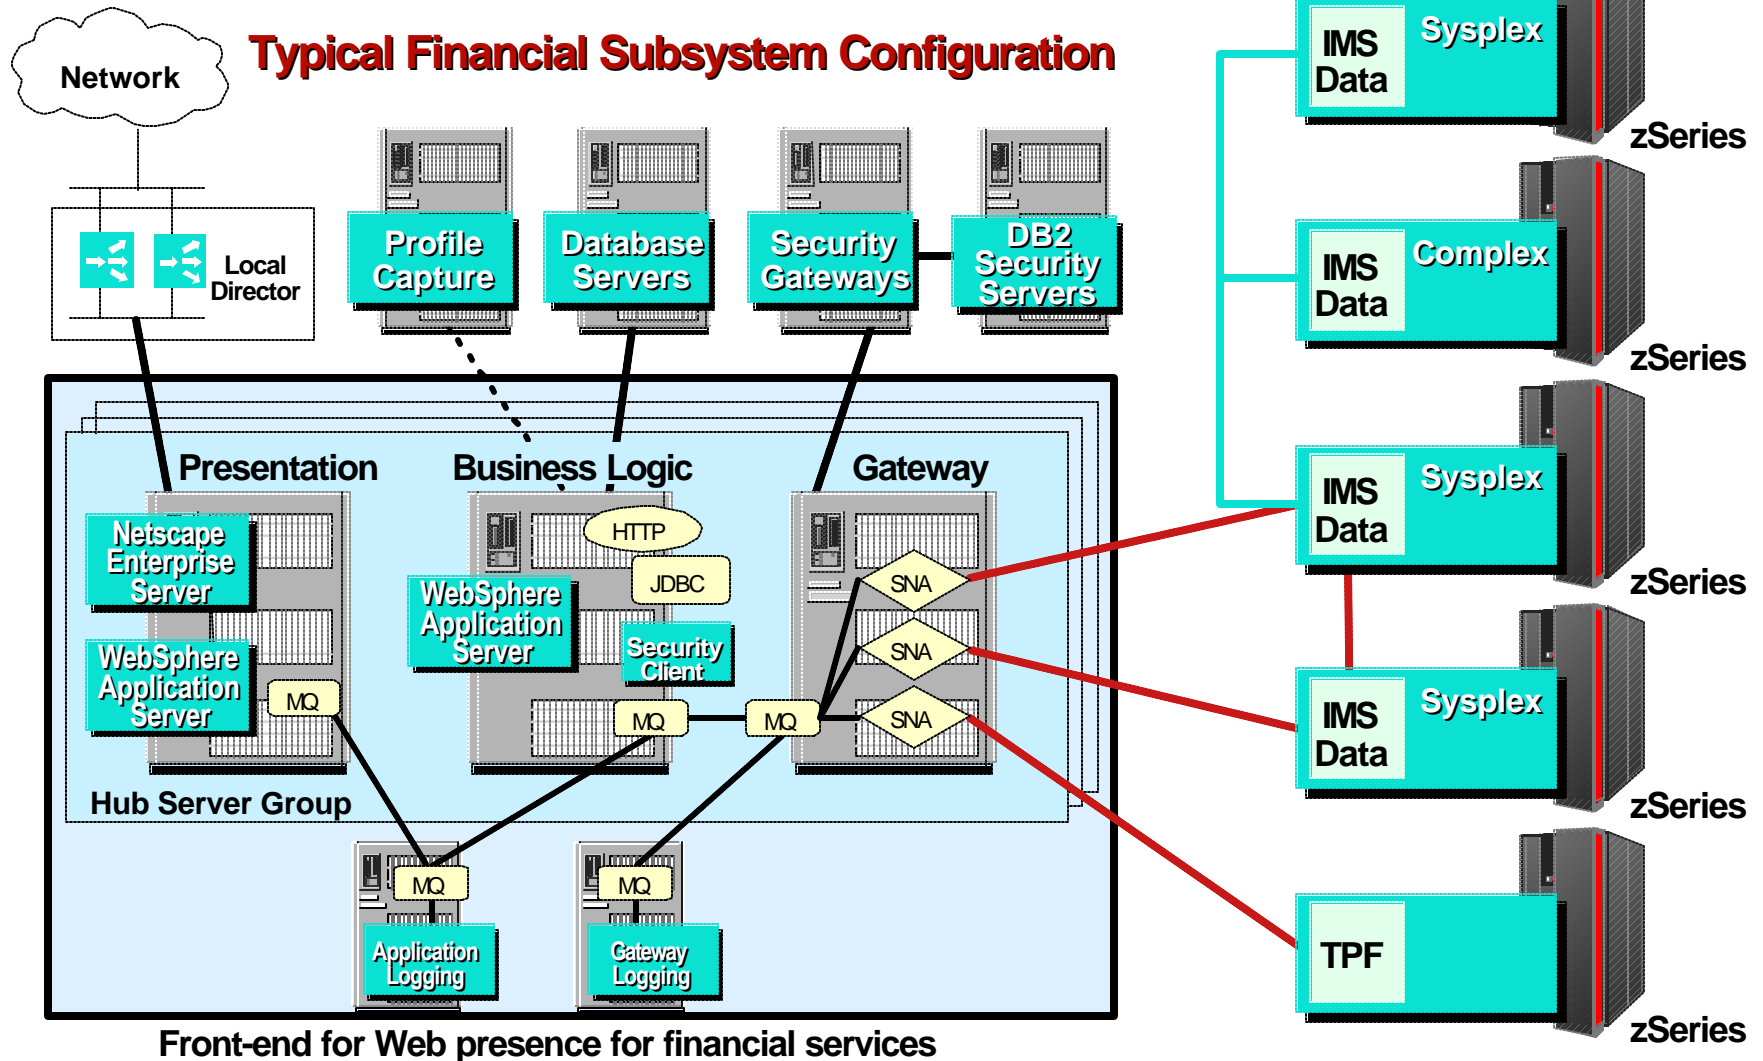 Typical Financial Subsystem Configuration
Network
Local
Director
Profile
Capture
Database
Servers
Security
Gateways
DB2
Security
Servers
Presentation
Business Logic
Gateway
Netscape
Enterprise
Server
WebSphere
Application
Server
MQ
HTTP
JDBC
WebSphere
Application
Server
Security
Client
MQ
MQ
SNA
SNA
SNA
Hub Server Group
MQ
Application
Logging
MQ
Gateway
Logging
Front-end for Web presence for financial services
IMS
Data
Sysplex
zSeries
IMS
Data
Complex
zSeries
IMS
Data
Sysplex
zSeries
IMS
Data
Sysplex
zSeries
TPF
zSeries